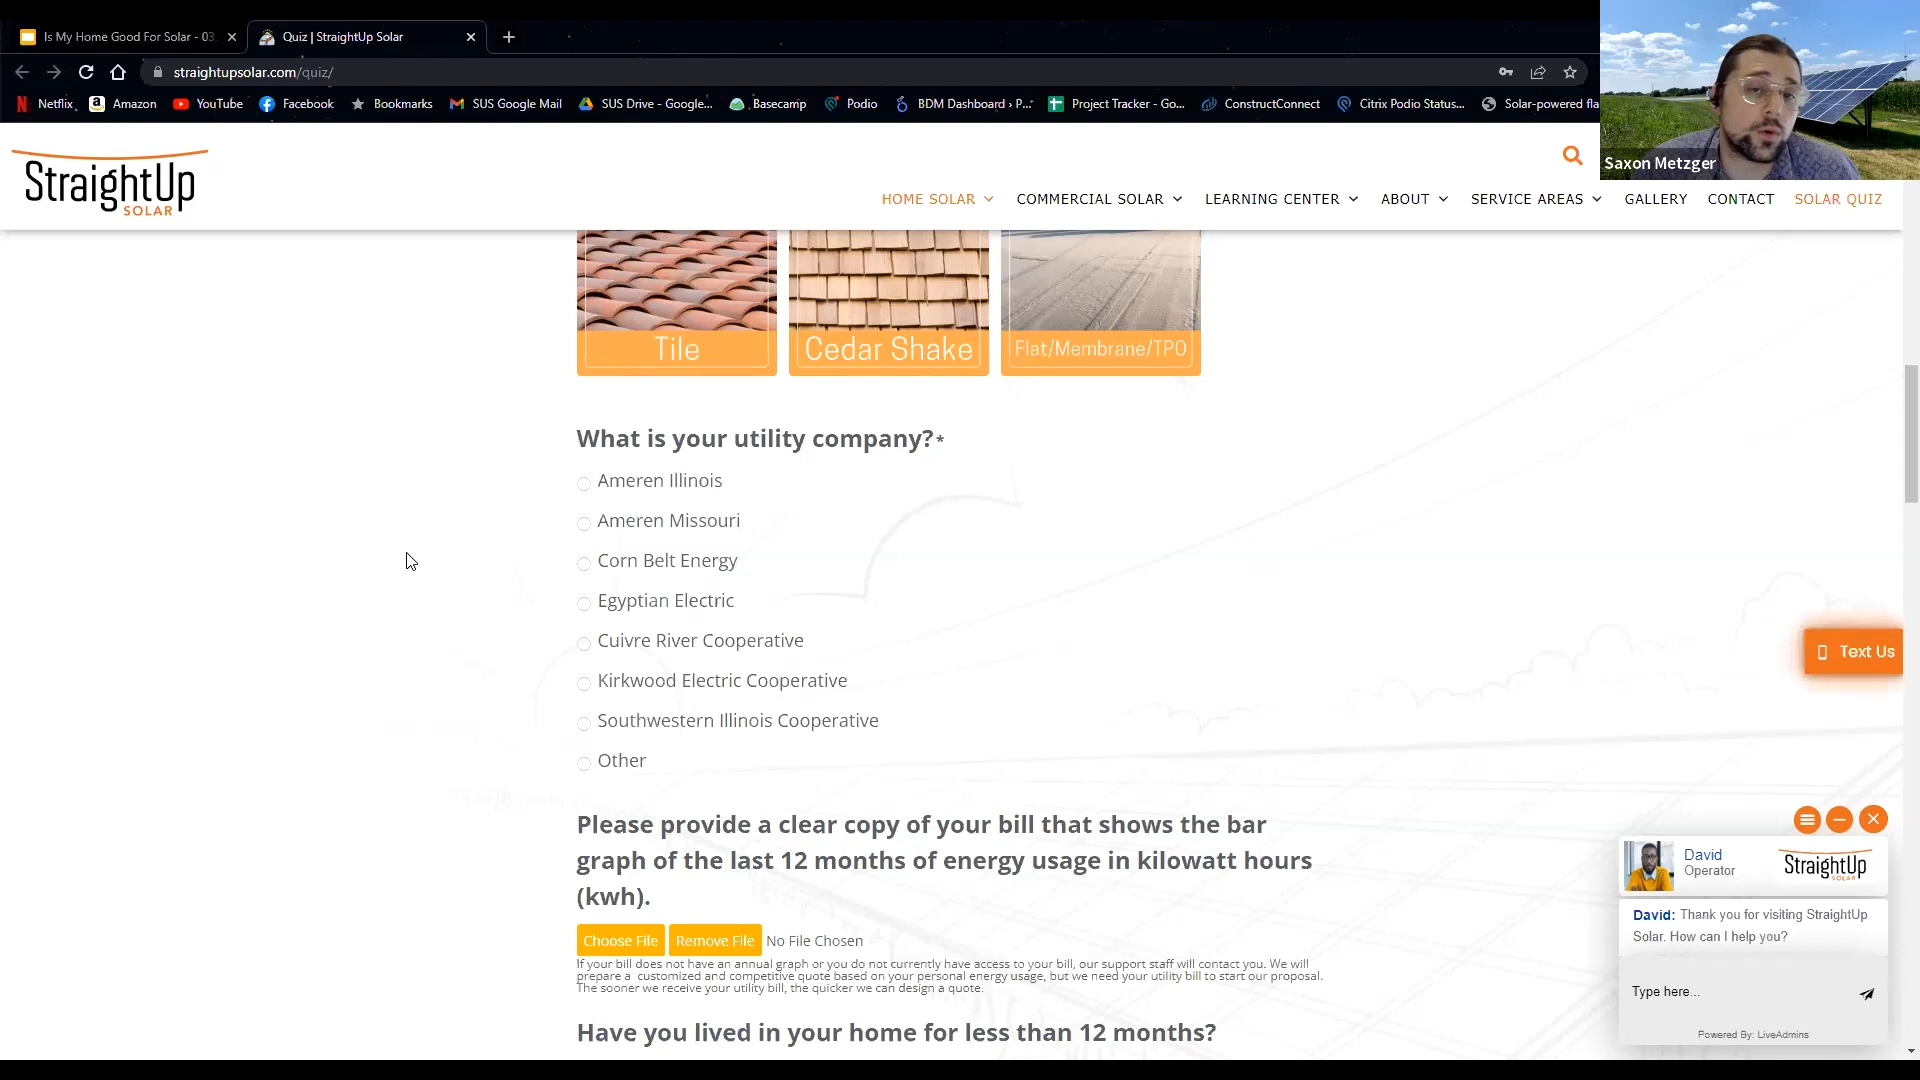 Is My Home Good For Solar - 03
Quiz | StraightUp Solar
straightupsolar.com/quiz/
Netflix
Amazon
YouTube
Facebook
Bookmarks
SUS Google Mail
SUS Drive - Google...
Basecamp
Podio
BDM Dashboard › P...
Project Tracker - Go...
ConstructConnect
Citrix Podio Status...
Solar-powered fla
Saxon Metzger
StraightUp
SOLAR
HOME SOLAR
COMMERCIAL SOLAR
LEARNING CENTER
ABOUT
SERVICE AREAS
GALLERY
CONTACT
SOLAR QUIZ
Tile
Cedar Shake
Flat/Membrane/TPO
What is your utility company?*
Ameren Illinois
Ameren Missouri
Corn Belt Energy
Egyptian Electric
Cuivre River Cooperative
Kirkwood Electric Cooperative
Southwestern Illinois Cooperative
Other
Please provide a clear copy of your bill that shows the bar
graph of the last 12 months of energy usage in kilowatt hours
(kwh).
Choose File
Remove File
No File Chosen
If your bill does not have an annual graph or you do not currently have access to your bill, our support staff will contact you. We will
prepare a customized and competitive quote based on your personal energy usage, but we need your utility bill to start our proposal.
The sooner we receive your utility bill, the quicker we can design a quote.
Have you lived in your home for less than 12 months?
Text Us
David
Operator
StraightUp
SOLAR
David: Thank you for visiting StraightUp
Solar. How can I help you?
Type here...
Powered By: LiveAdmins